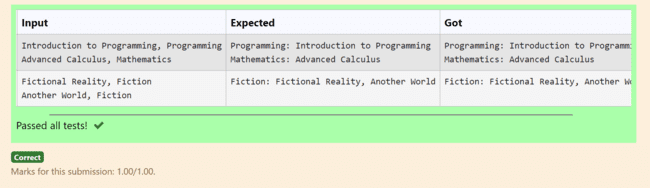 Input Expected Got
Introduction to Programming, Programming Programming: Introduction to Programming Programming: Introduction to
Advanced Calculus, Mathematics Mathematics: Advanced Calculus Mathematics: Advanced Calculus
Fictional Reality, Fiction Fiction: Fictional Reality, Another World Fiction: Fictional Reality, Another
Another World, Fiction
Passed all tests! ✔
Correct
Marks for this submission: 1.00/1.00.